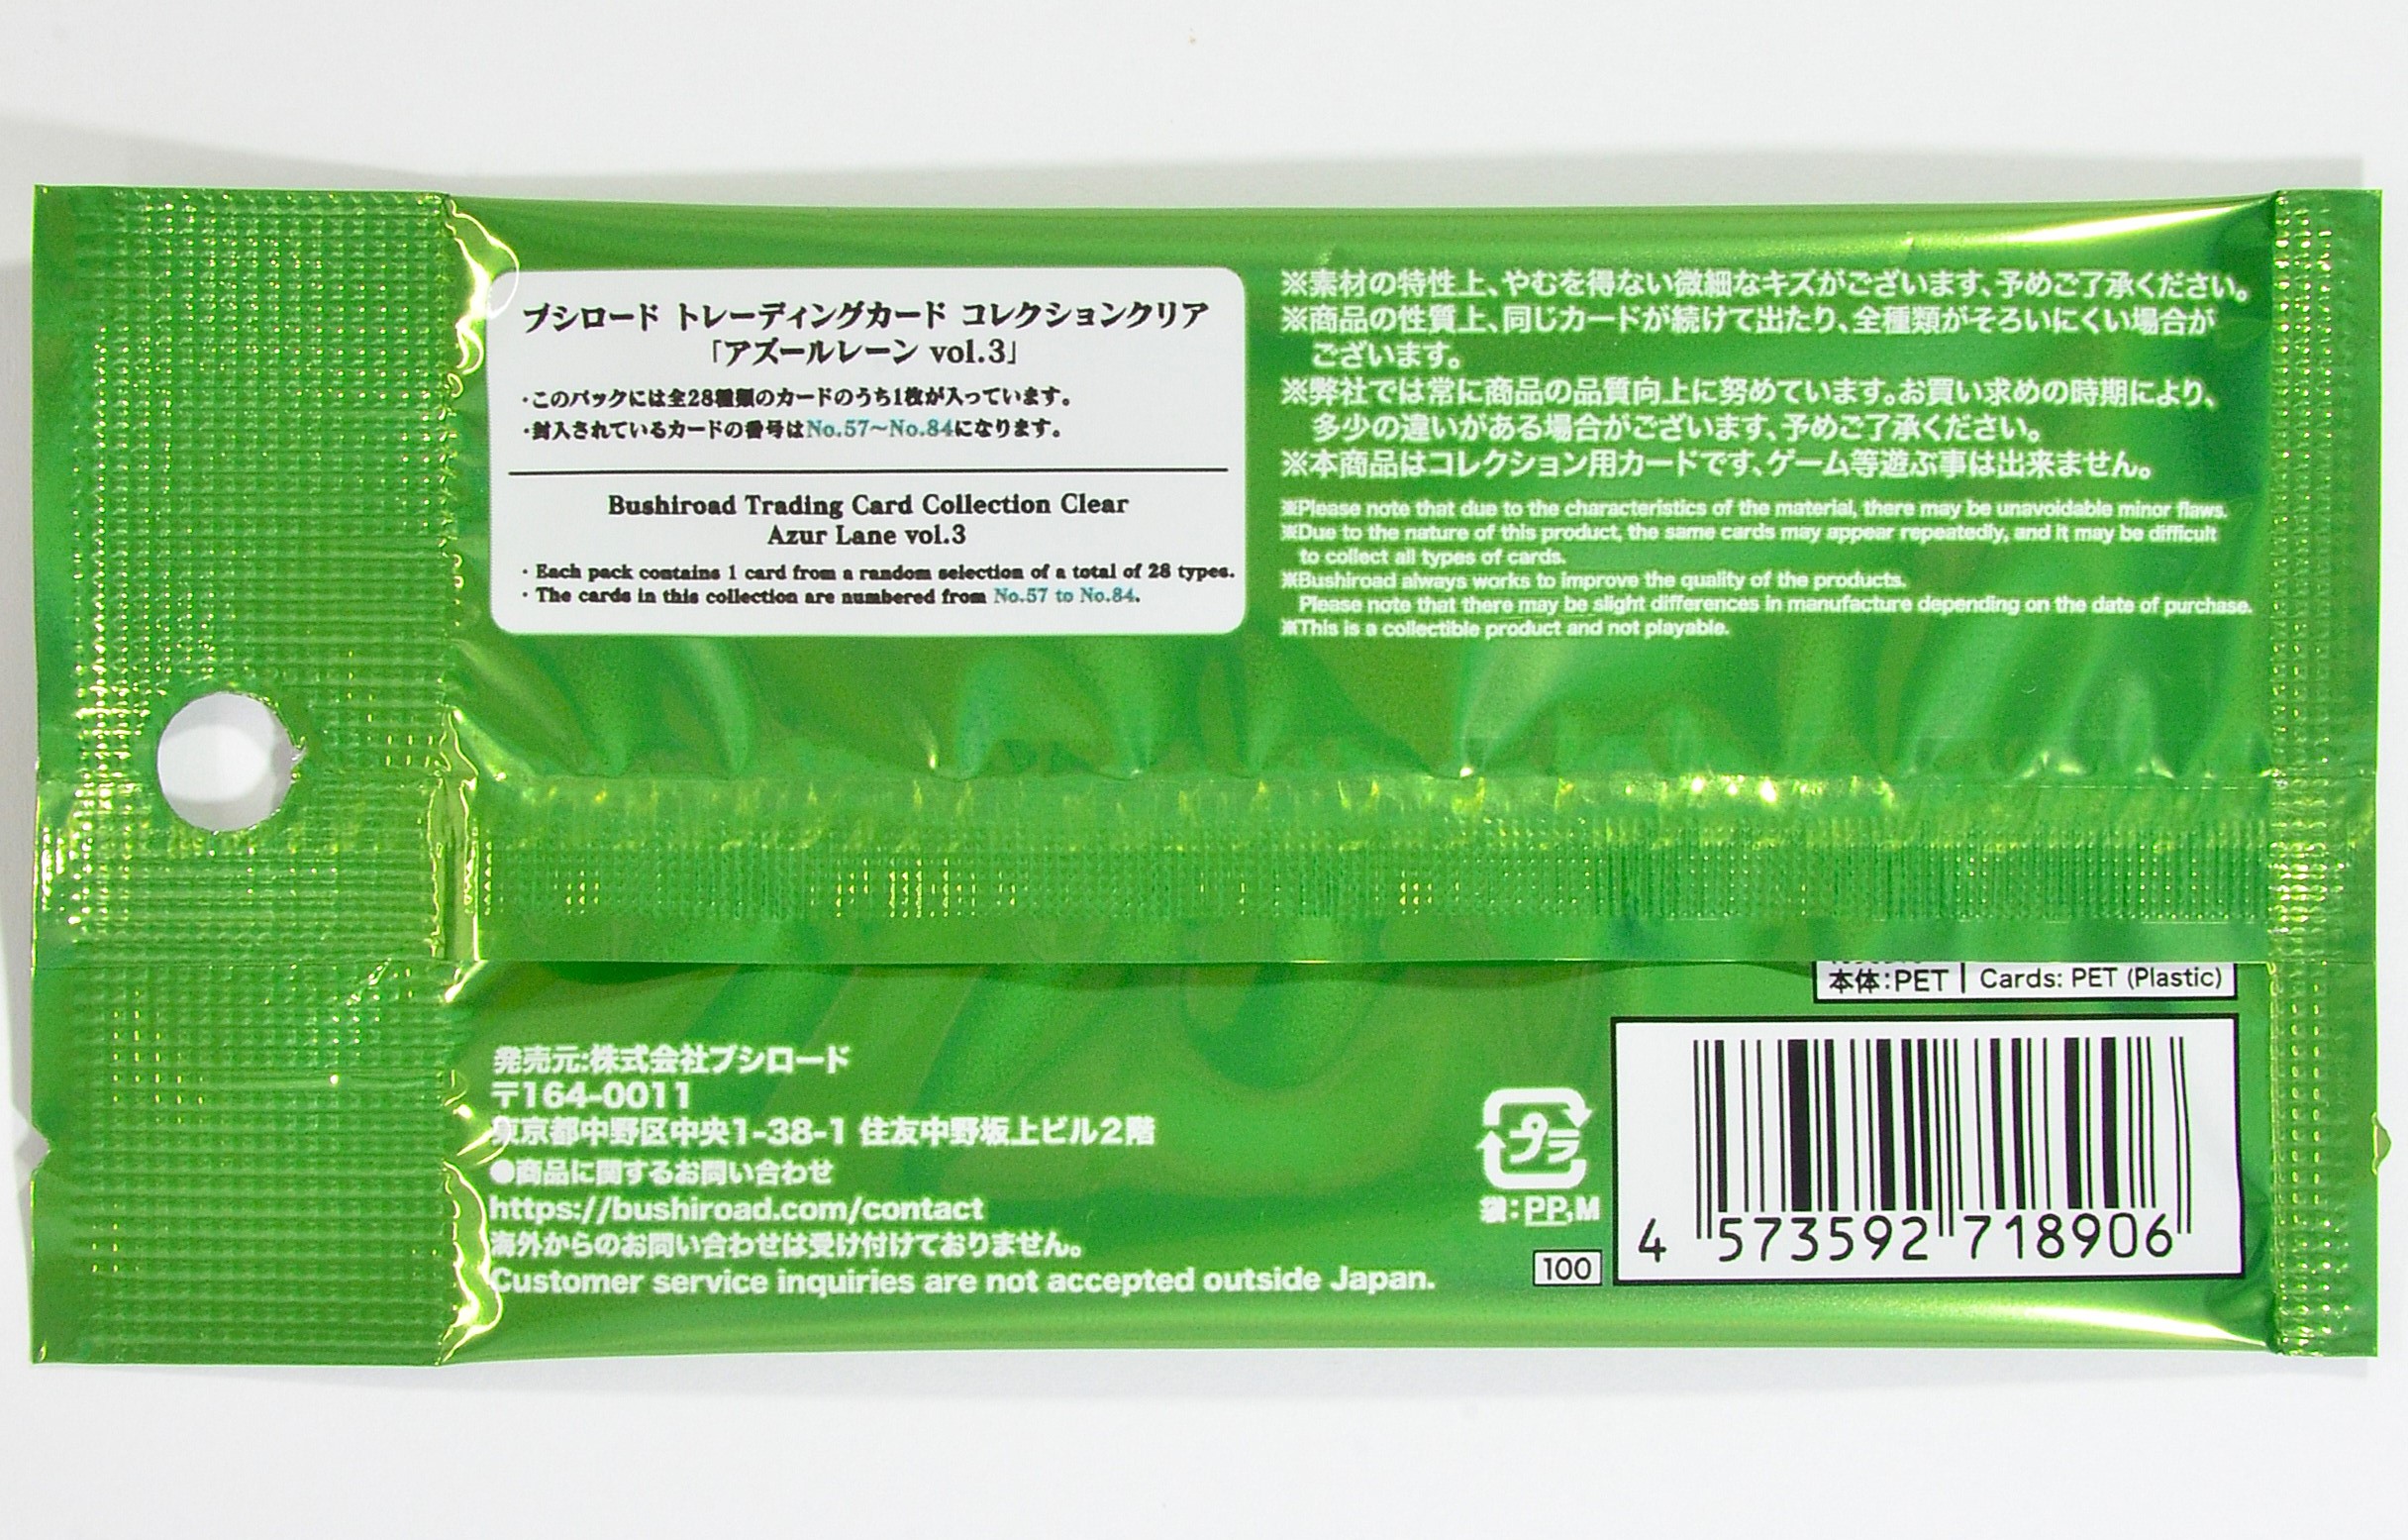 ブシロード トレーディングカード コレクションクリア
「アズールレーン vol.3」
・このパックには全28種類のカードのうち1枚が入っています。
・封入されているカードの番号はNo.57~No.84になります。
Bushiroad Trading Card Collection Clear
Azur Lane vol.3
・Each pack contains 1 card from a random selection of a total of 28 types.
・The cards in this collection are numbered from No.57 to No.84.
※素材の特性上、やむを得ない微細なキズがございます、予めご了承ください。
※商品の性質上、同じカードが続けて出たり、全種類がそろいにくい場合が
ございます。
※弊社では常に商品の品質向上に努めています。お買い求めの時期により、
多少の違いがある場合がございます、予めご了承ください。
※本商品はコレクション用カードです、ゲーム等遊ぶ事は出来ません。
※Please note that due to the characteristics of the material, there may be unavoidable minor flaws.
※Due to the nature of this product, the same cards may appear repeatedly, and it may be difficult
to collect all types of cards.
※Bushiroad always works to improve the quality of the products.
Please note that there may be slight differences in manufacture depending on the date of purchase.
※This is a collectible product and not playable.
発売元:株式会社ブシロード
〒164-0011
東京都中野区中央1-38-1 住友中野坂上ビル2階
●商品に関するお問い合わせ
https://bushiroad.com/contact
海外からのお問い合わせは受け付けておりません。
Customer service inquiries are not accepted outside Japan.
本体:PET | Cards: PET (Plastic)
プラ
袋:PP,M
100
4 573592 718906